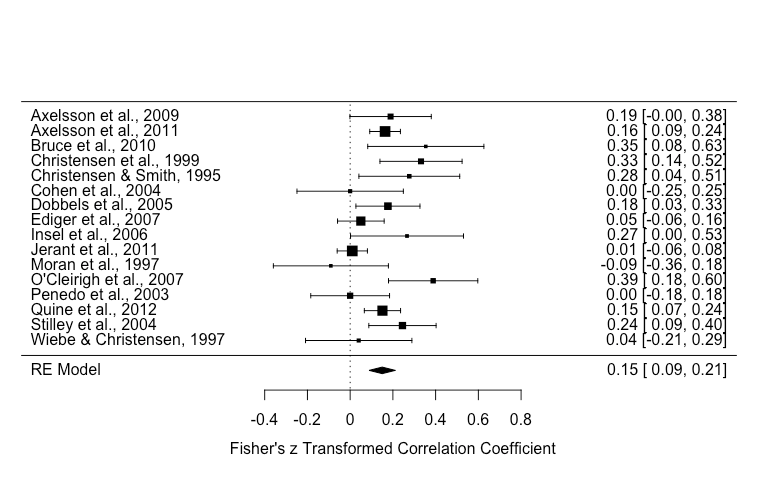 Axelsson et al., 2009 0.19 [-0.00, 0.38]
Axelsson et al., 2011 0.16 [ 0.09, 0.24]
Bruce et al., 2010 0.35 [ 0.08, 0.63]
Christensen et al., 1999 0.33 [ 0.14, 0.52]
Christensen & Smith, 1995 0.28 [ 0.04, 0.51]
Cohen et al., 2004 0.00 [-0.25, 0.25]
Dobbels et al., 2005 0.18 [ 0.03, 0.33]
Ediger et al., 2007 0.05 [-0.06, 0.16]
Insel et al., 2006 0.27 [ 0.00, 0.53]
Jerant et al., 2011 0.01 [-0.06, 0.08]
Moran et al., 1997 -0.09 [-0.36, 0.18]
O'Cleirigh et al., 2007 0.39 [ 0.18, 0.60]
Penedo et al., 2003 0.00 [-0.18, 0.18]
Quine et al., 2012 0.15 [ 0.07, 0.24]
Stilley et al., 2004 0.24 [ 0.09, 0.40]
Wiebe & Christensen, 1997 0.04 [-0.21, 0.29]
RE Model 0.15 [ 0.09, 0.21]
-0.4 -0.2 0 0.2 0.4 0.6 0.8
Fisher's z Transformed Correlation Coefficient